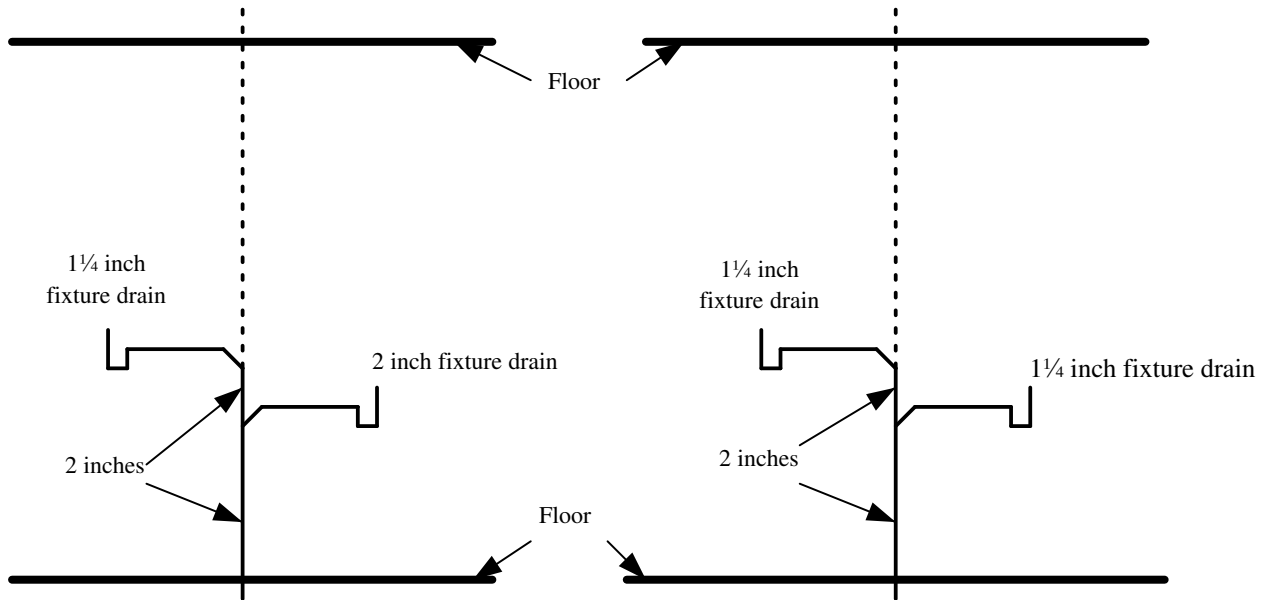 Floor
1¼ inch
fixture drain
1¼ inch
fixture drain
2 inch fixture drain
1¼ inch fixture drain
2 inches
2 inches
Floor